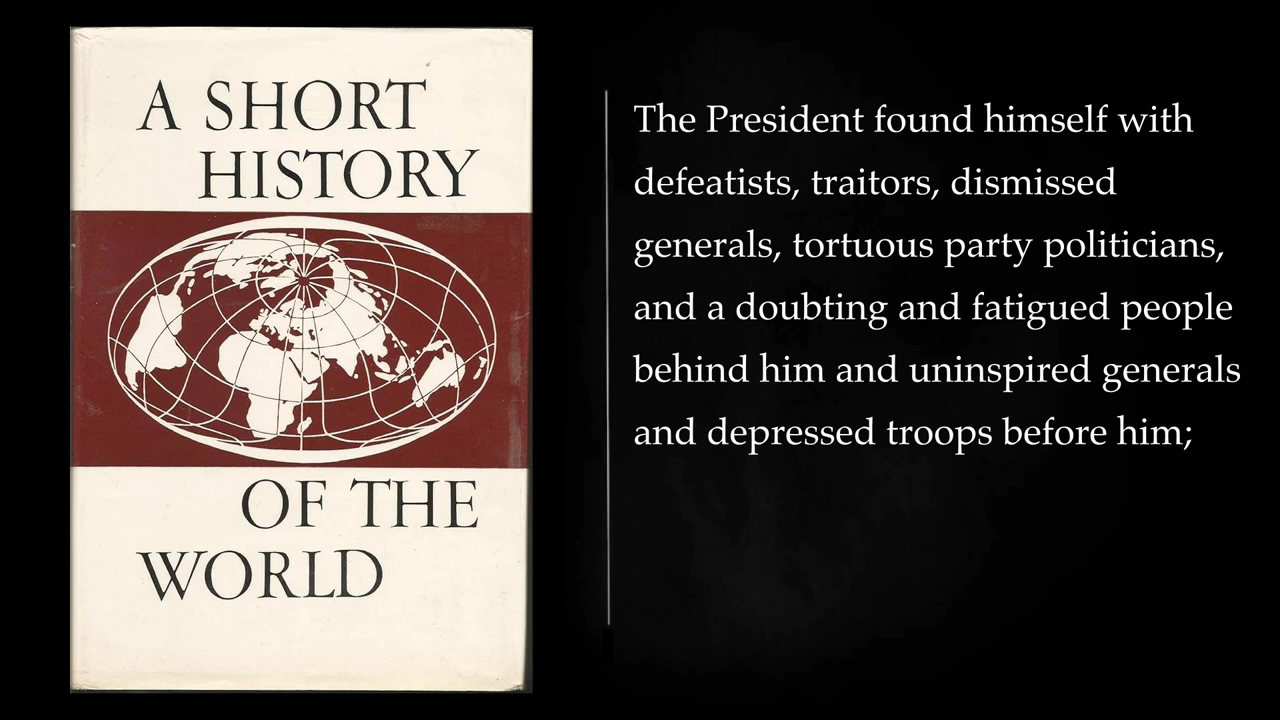 A SHORT
HISTORY
OF THE
WORLD
The President found himself with
defeatists, traitors, dismissed
generals, tortuous party politicians,
and a doubting and fatigued people
behind him and uninspired generals
and depressed troops before him;